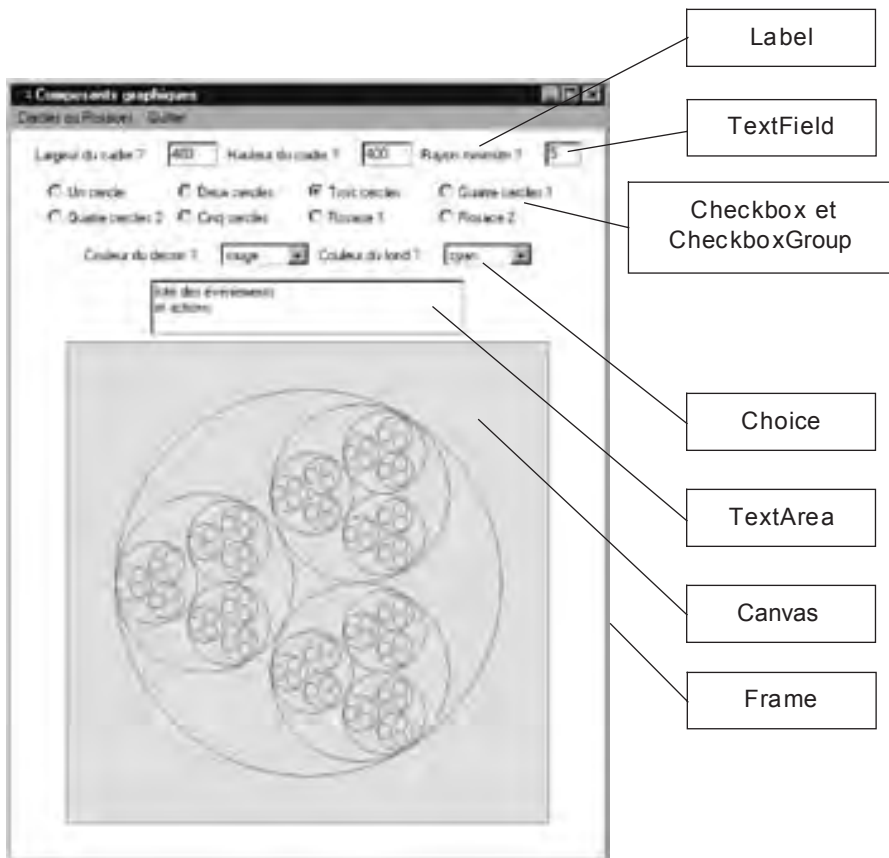 Label
Composants graphiques
Cercles ou Rosaces Quitter
TextField
Largeur du cadre ? 400 Hauteur du cadre ? 400 Rayon minimier ? 5
Un cercle Deux cercles Trois cercles Quatre cercles 1
Quatre cercles 2 Cinq cercles Rosace 1 Rosace 2
Checkbox et
CheckboxGroup
Couleur du dessin ? rouge Couleur du fond ? cyan
liste des événements
et actions
Choice
TextArea
Canvas
Frame